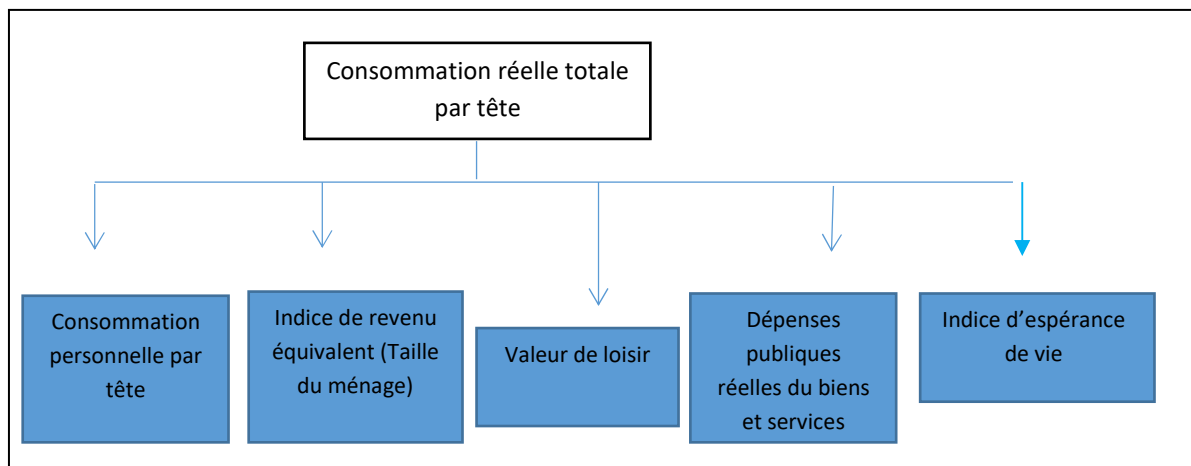 Consommation réelle totale
par tête
Consommation
personnelle par
tête
Indice de revenu
équivalent (Taille
du ménage)
Valeur de loisir
Dépenses
publiques
réelles du biens
et services
Indice d’espérance
de vie